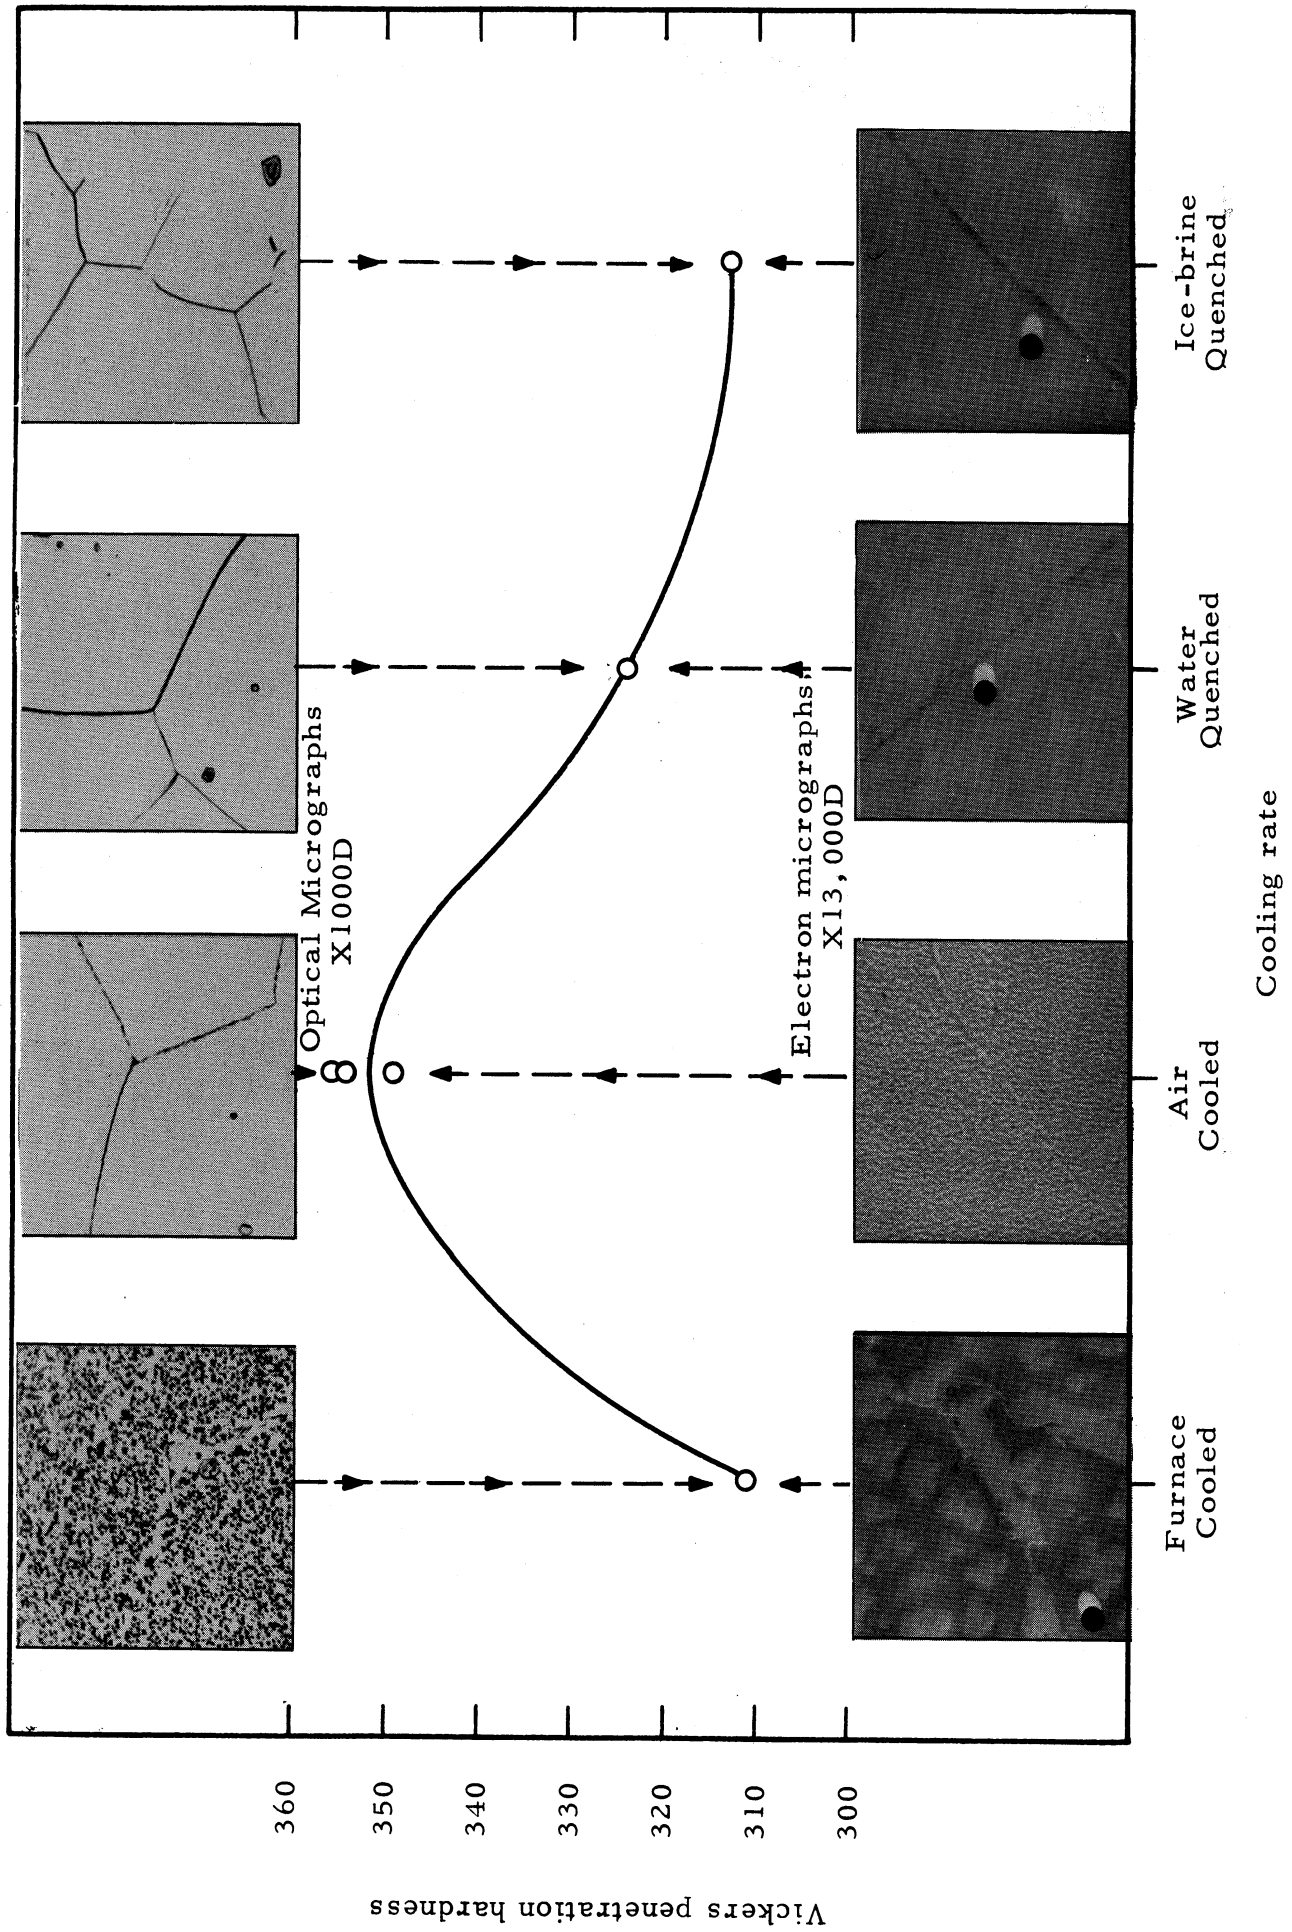 Optical Micrographs
X1000D
Electron micrographs,
X13,000D
Vickers penetration hardness
360
350
340
330
320
310
300
Furnace
Cooled
Air
Cooled
Water
Quenched
Ice-brine
Quenched
Cooling rate